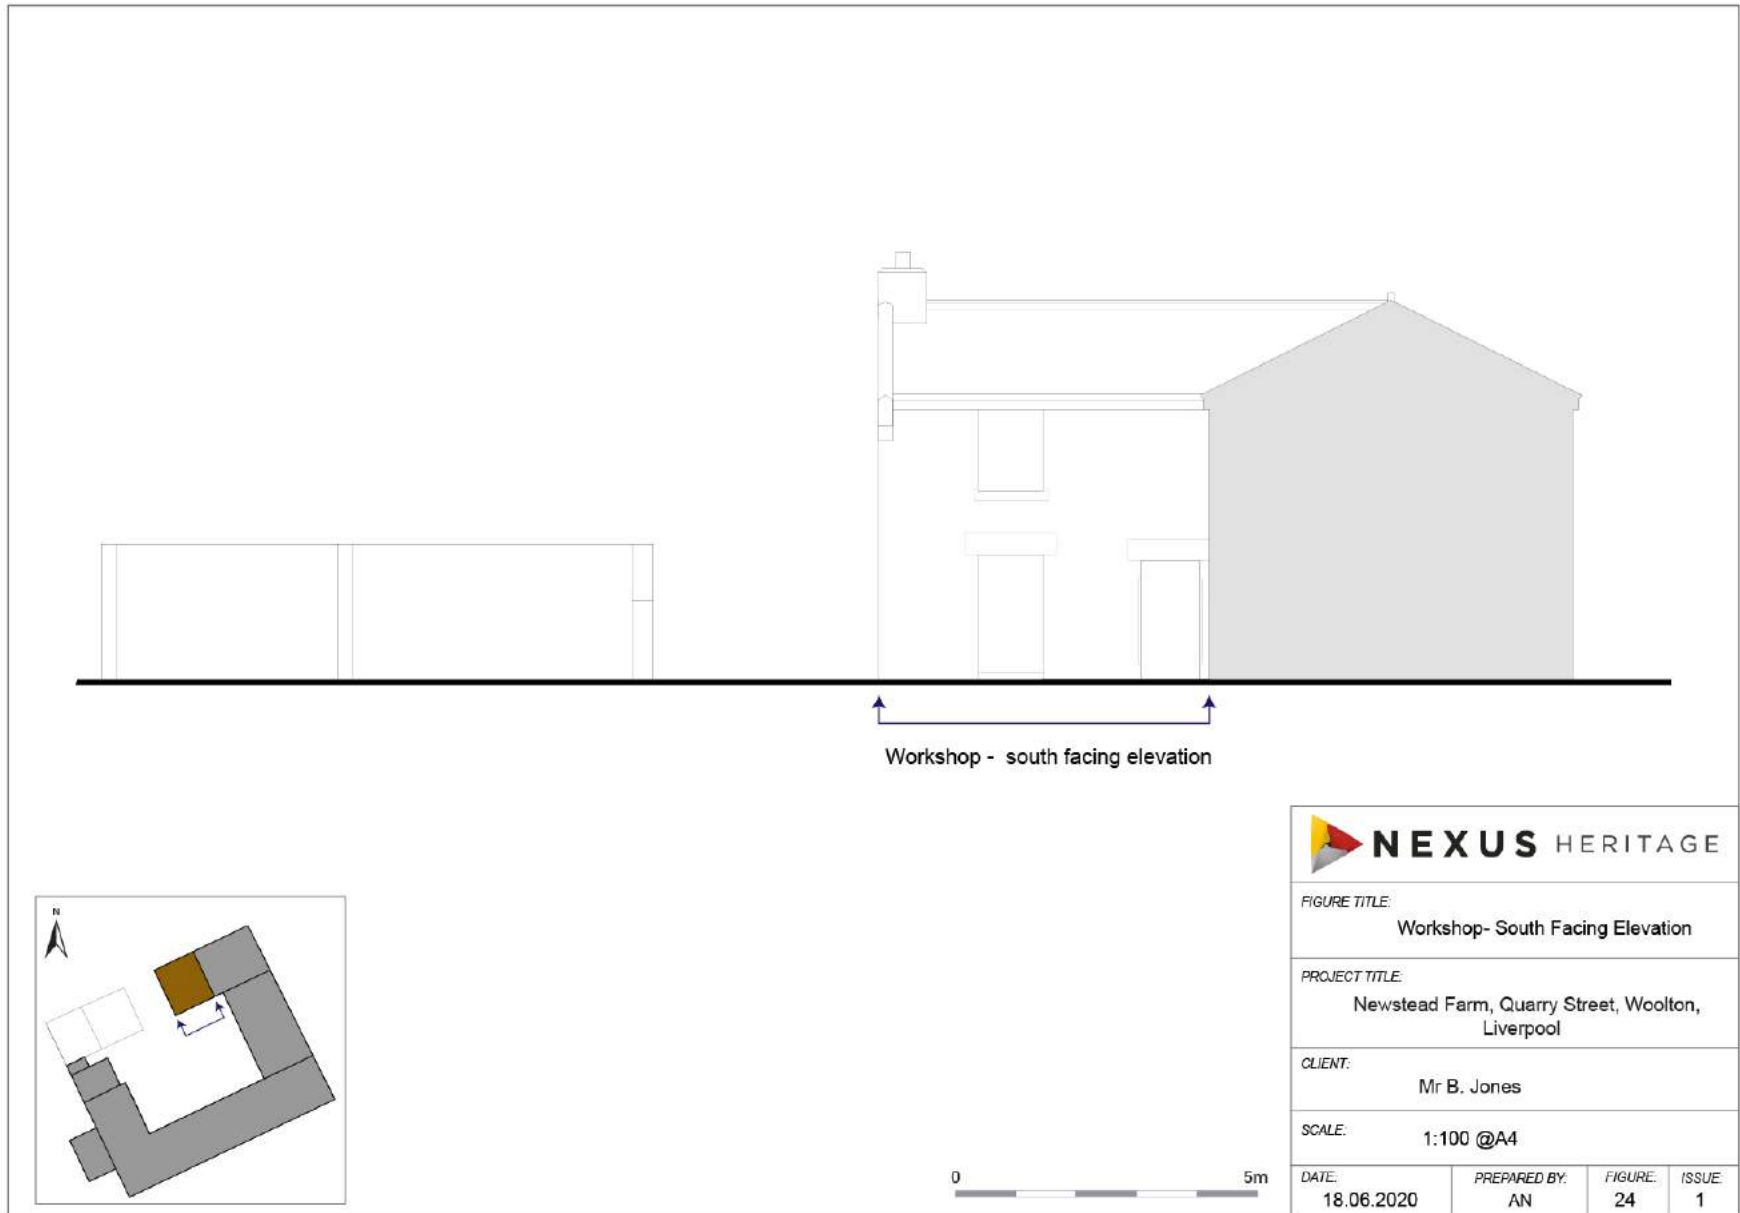 Workshop - south facing elevation
N
0 5m
NEXUS HERITAGE
FIGURE TITLE:
Workshop- South Facing Elevation
PROJECT TITLE:
Newstead Farm, Quarry Street, Woolton,
Liverpool
CLIENT:
Mr B. Jones
SCALE:
1:100 @A4
DATE:
18.06.2020
PREPARED BY:
AN
FIGURE:
24
ISSUE:
1